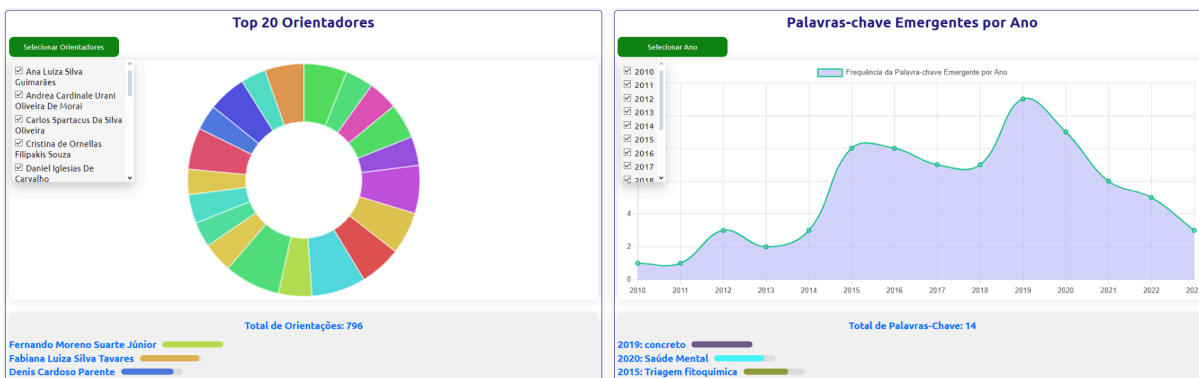 Top 20 Orientadores
Selecionar Orientadores
Ana Luiza Silva
Guimarães
Andrea Cardinale Urani
Oliveira De Morai
Carlos Spartacus Da Silva
Oliveira
Cristina de Ornellas
Filipakis Souza
Daniel Iglesias De
Carvalho
Total de Orientações: 796
Fernando Moreno Suarte Júnior
Fabiana Luiza Silva Tavares
Denis Cardoso Parente
Palavras-chave Emergentes por Ano
Selecionar Ano
2010
2011
2012
2013
2014
2015
2016
2017
2018
Frequência da Palavra-chave Emergente por Ano
4
2
0
2010 2011 2012 2013 2014 2015 2016 2017 2018 2019 2020 2021 2022 202
Total de Palavras-Chave: 14
2019: concreto
2020: Saúde Mental
2015: Triagem fitoquímica